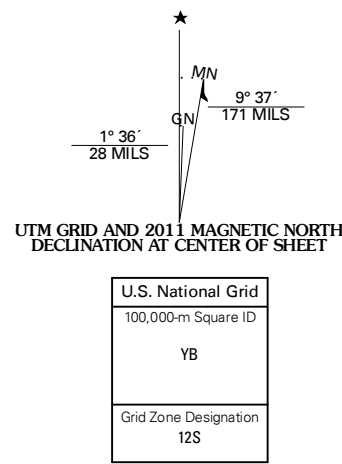 ★
MN
GN
9° 37´
171 MILS
1° 36´
28 MILS
UTM GRID AND 2011 MAGNETIC NORTH
DECLINATION AT CENTER OF SHEET
U.S. National Grid
100,000-m Square ID
YB
Grid Zone Designation
12S